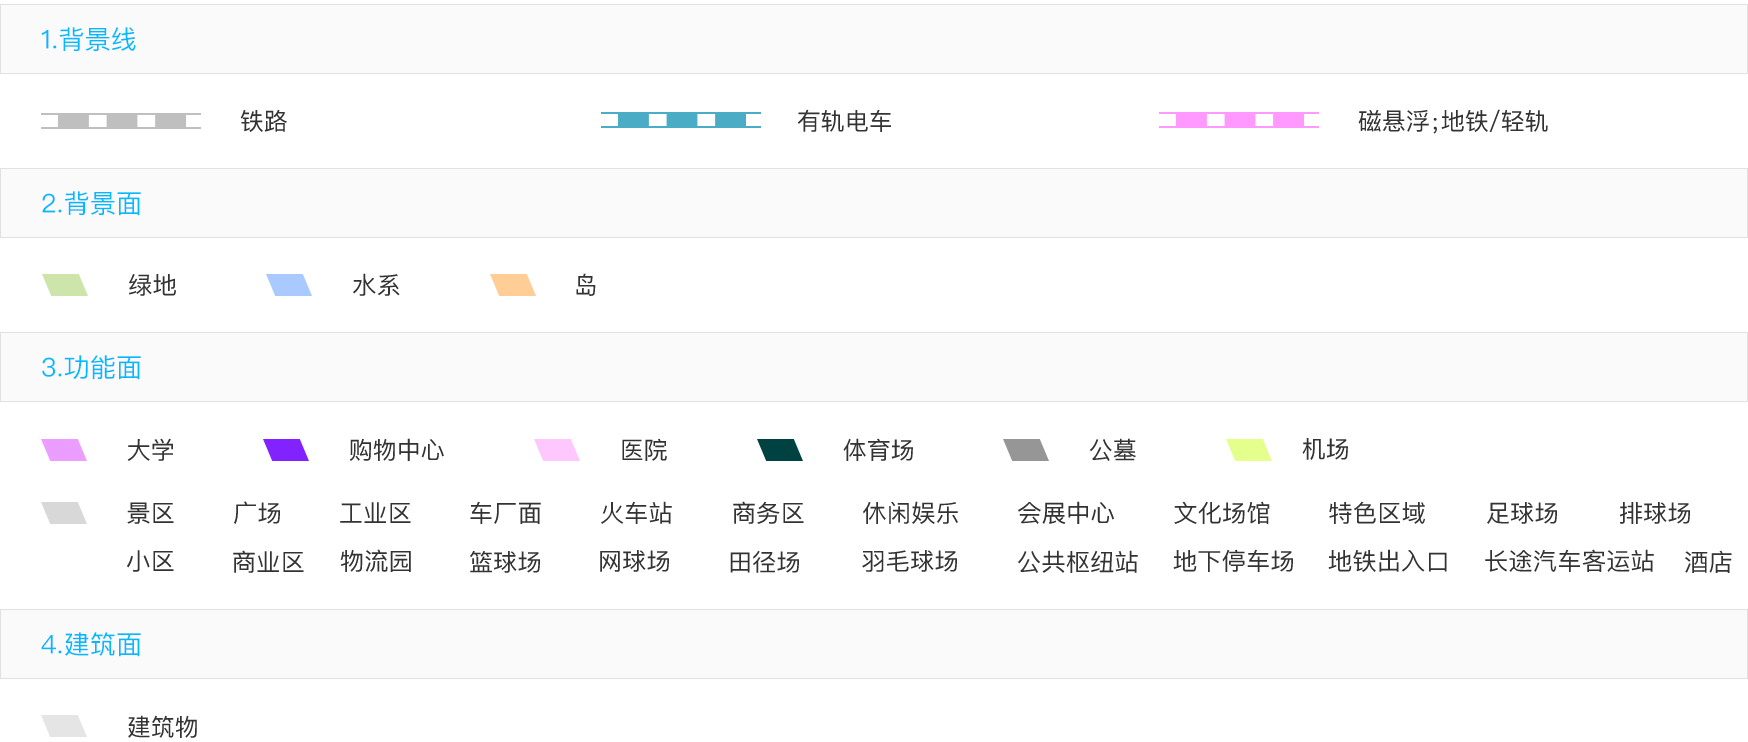 1.背景线
铁路 有轨电车 磁悬浮;地铁/轻轨
2.背景面
绿地 水系 岛
3.功能面
大学 购物中心 医院 体育场 公墓 机场
景区 广场 工业区 车厂面 火车站 商务区 休闲娱乐 会展中心 文化场馆 特色区域 足球场 排球场
小区 商业区 物流园 篮球场 网球场 田径场 羽毛球场 公共枢纽站 地下停车场 地铁出入口 长途汽车客运站 酒店
4.建筑面
建筑物